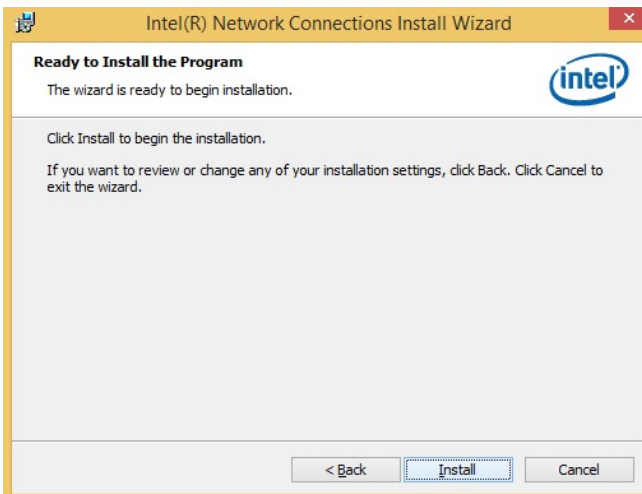 Intel(R) Network Connections Install Wizard
Ready to Install the Program
The wizard is ready to begin installation.
intel
Click Install to begin the installation.
If you want to review or change any of your installation settings, click Back. Click Cancel to
exit the wizard.
< Back
Install
Cancel